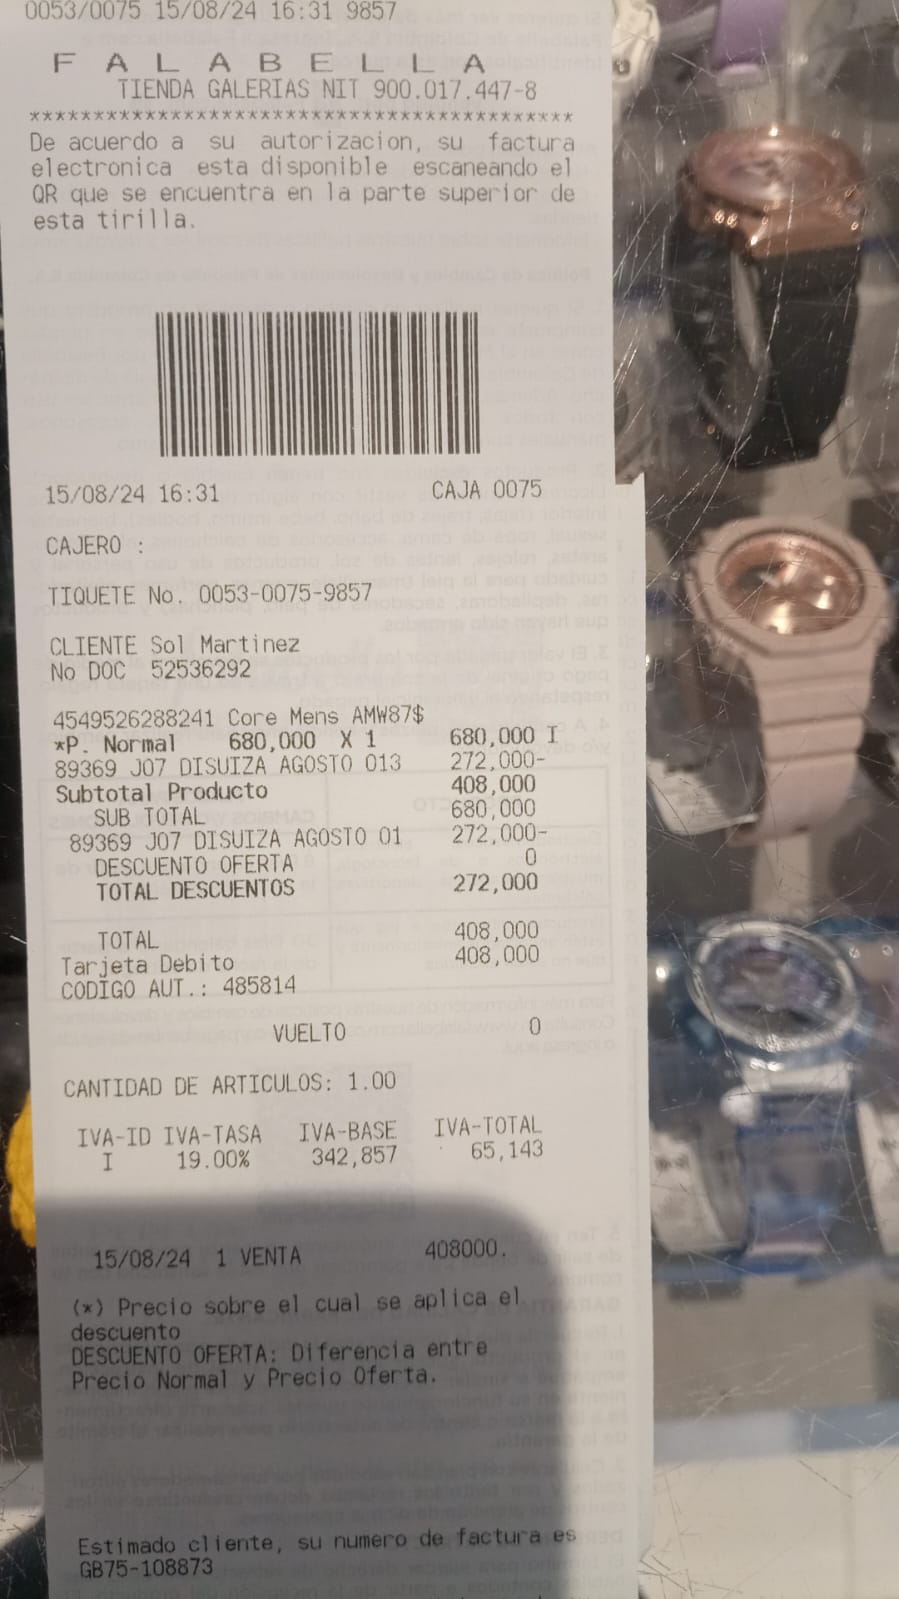 0053/0075 15/08/24 16:31 9857
F A L A B E L L A
TIENDA GALERIAS NIT 900.017.447-8
******************************************
De acuerdo a su autorizacion, su factura
electronica esta disponible escaneando el
QR que se encuentra en la parte superior de
esta tirilla.
15/08/24 16:31 CAJA 0075
CAJERO :
TIQUETE No. 0053-0075-9857
CLIENTE Sol Martinez
No DOC 52536292
4549526288241 Core Mens AMW87$
*P. Normal 680,000 X 1 680,000 I
89369 J07 DISUIZA AGOSTO 013 272,000-
Subtotal Producto 408,000
SUB TOTAL 680,000
89369 J07 DISUIZA AGOSTO 01 272,000-
DESCUENTO OFERTA 0
TOTAL DESCUENTOS 272,000
TOTAL 408,000
Tarjeta Debito 408,000
CODIGO AUT.: 485814
VUELTO 0
CANTIDAD DE ARTICULOS: 1.00
IVA-ID IVA-TASA IVA-BASE IVA-TOTAL
I 19.00% 342,857 65,143
15/08/24 1 VENTA 408000.
(*) Precio sobre el cual se aplica el
descuento
DESCUENTO OFERTA: Diferencia entre
Precio Normal y Precio Oferta.
Estimado cliente, su numero de factura es
GB75-108873